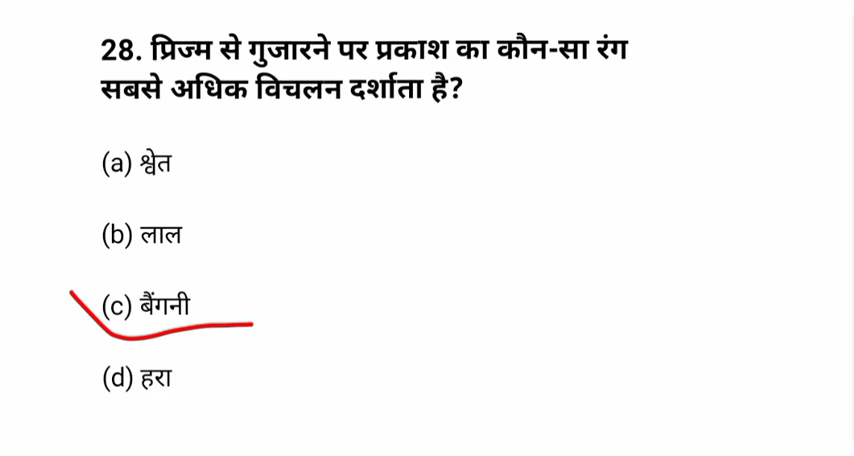 28. प्रिज्म से गुजारने पर प्रकाश का कौन-सा रंग
सबसे अधिक विचलन दर्शाता है?
(a) श्वेत
(b) लाल
(c) बैंगनी
(d) हरा